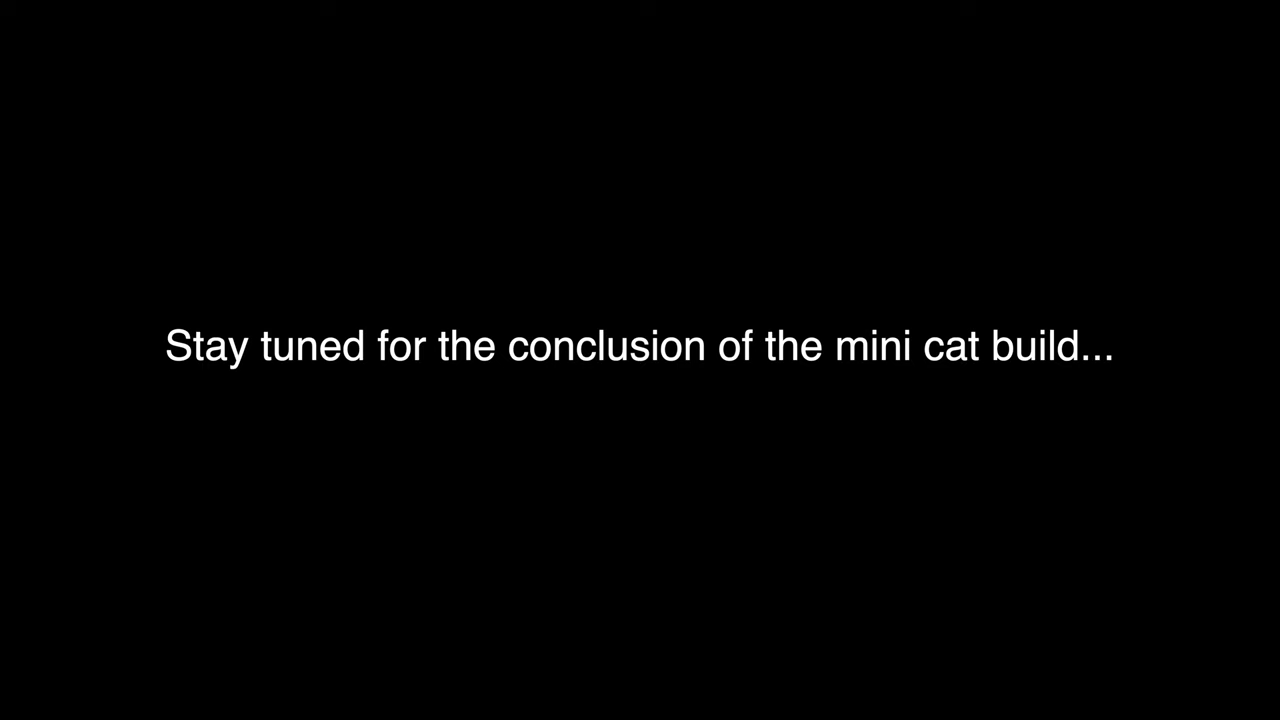 Stay tuned for the conclusion of the mini cat build...